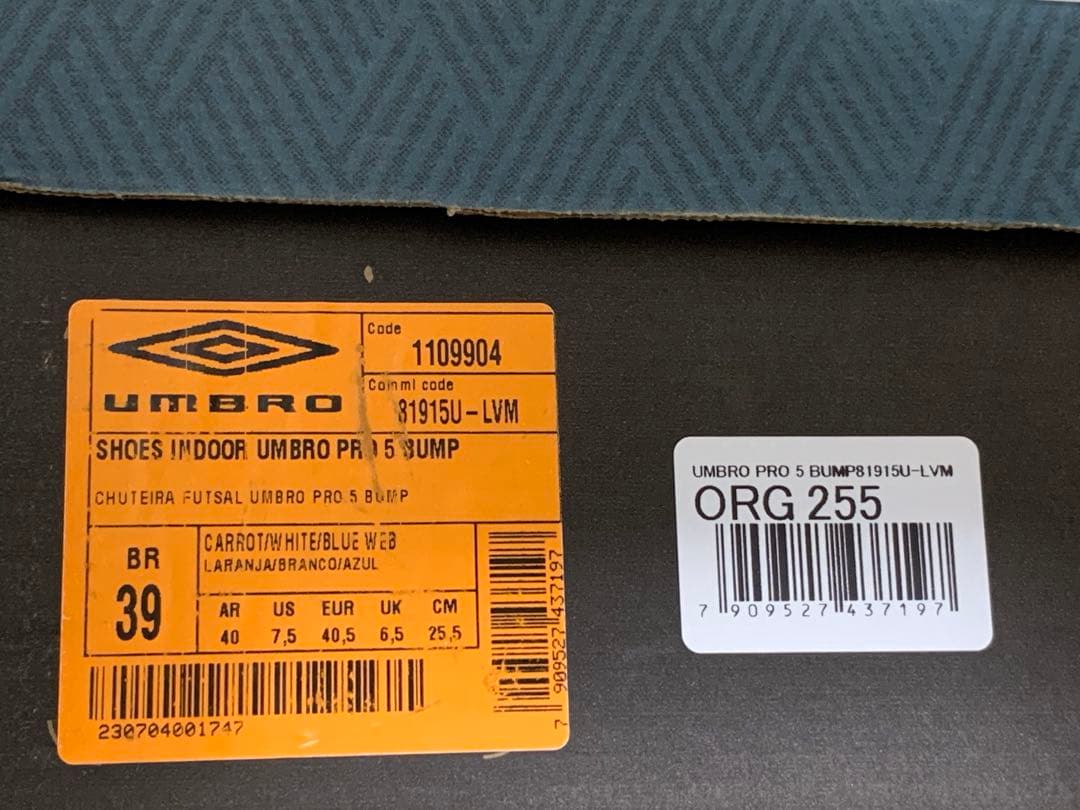 UMBRO
Code
1109904
Comml code
81915U-LVM
SHOES INDOOR UMBRO PRO 5 BUMP
CHUTEIRA FUTSAL UMBRO PRO 5 BUMP
BR
39
CARROT/WHITE/BLUE WEB
LARANJA/BRANCO/AZUL
AR US EUR UK CM
40 7,5 40,5 6,5 25,5
230704001747
7 909527 437197
UMBRO PRO 5 BUMP81915U-LVM
ORG 255
7 909527 437197